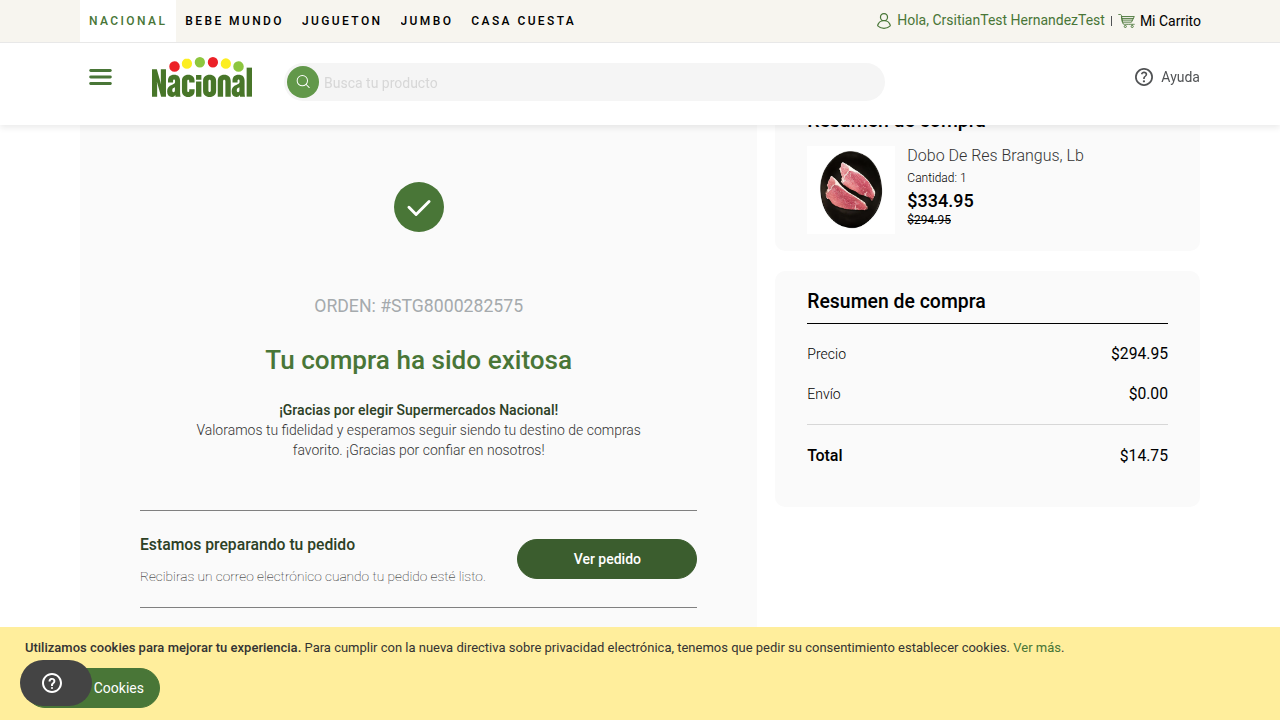 NACIONAL BEBE MUNDO JUGUETON JUMBO CASA CUESTA Hola, CrsitianTest HernandezTest | Mi Carrito
Nacional Busca tu producto Ayuda
Resumen de compra
Dobo De Res Brangus, Lb
Cantidad: 1
$334.95
$294.95
ORDEN: #STG8000282575
Tu compra ha sido exitosa
¡Gracias por elegir Supermercados Nacional!
Valoramos tu fidelidad y esperamos seguir siendo tu destino de compras
favorito. ¡Gracias por confiar en nosotros!
Estamos preparando tu pedido
Recibiras un correo electrónico cuando tu pedido esté listo.
Ver pedido
Resumen de compra
Precio $294.95
Envío $0.00
Total $14.75
Utilizamos cookies para mejorar tu experiencia. Para cumplir con la nueva directiva sobre privacidad electrónica, tenemos que pedir su consentimiento establecer cookies. Ver más.
Cookies